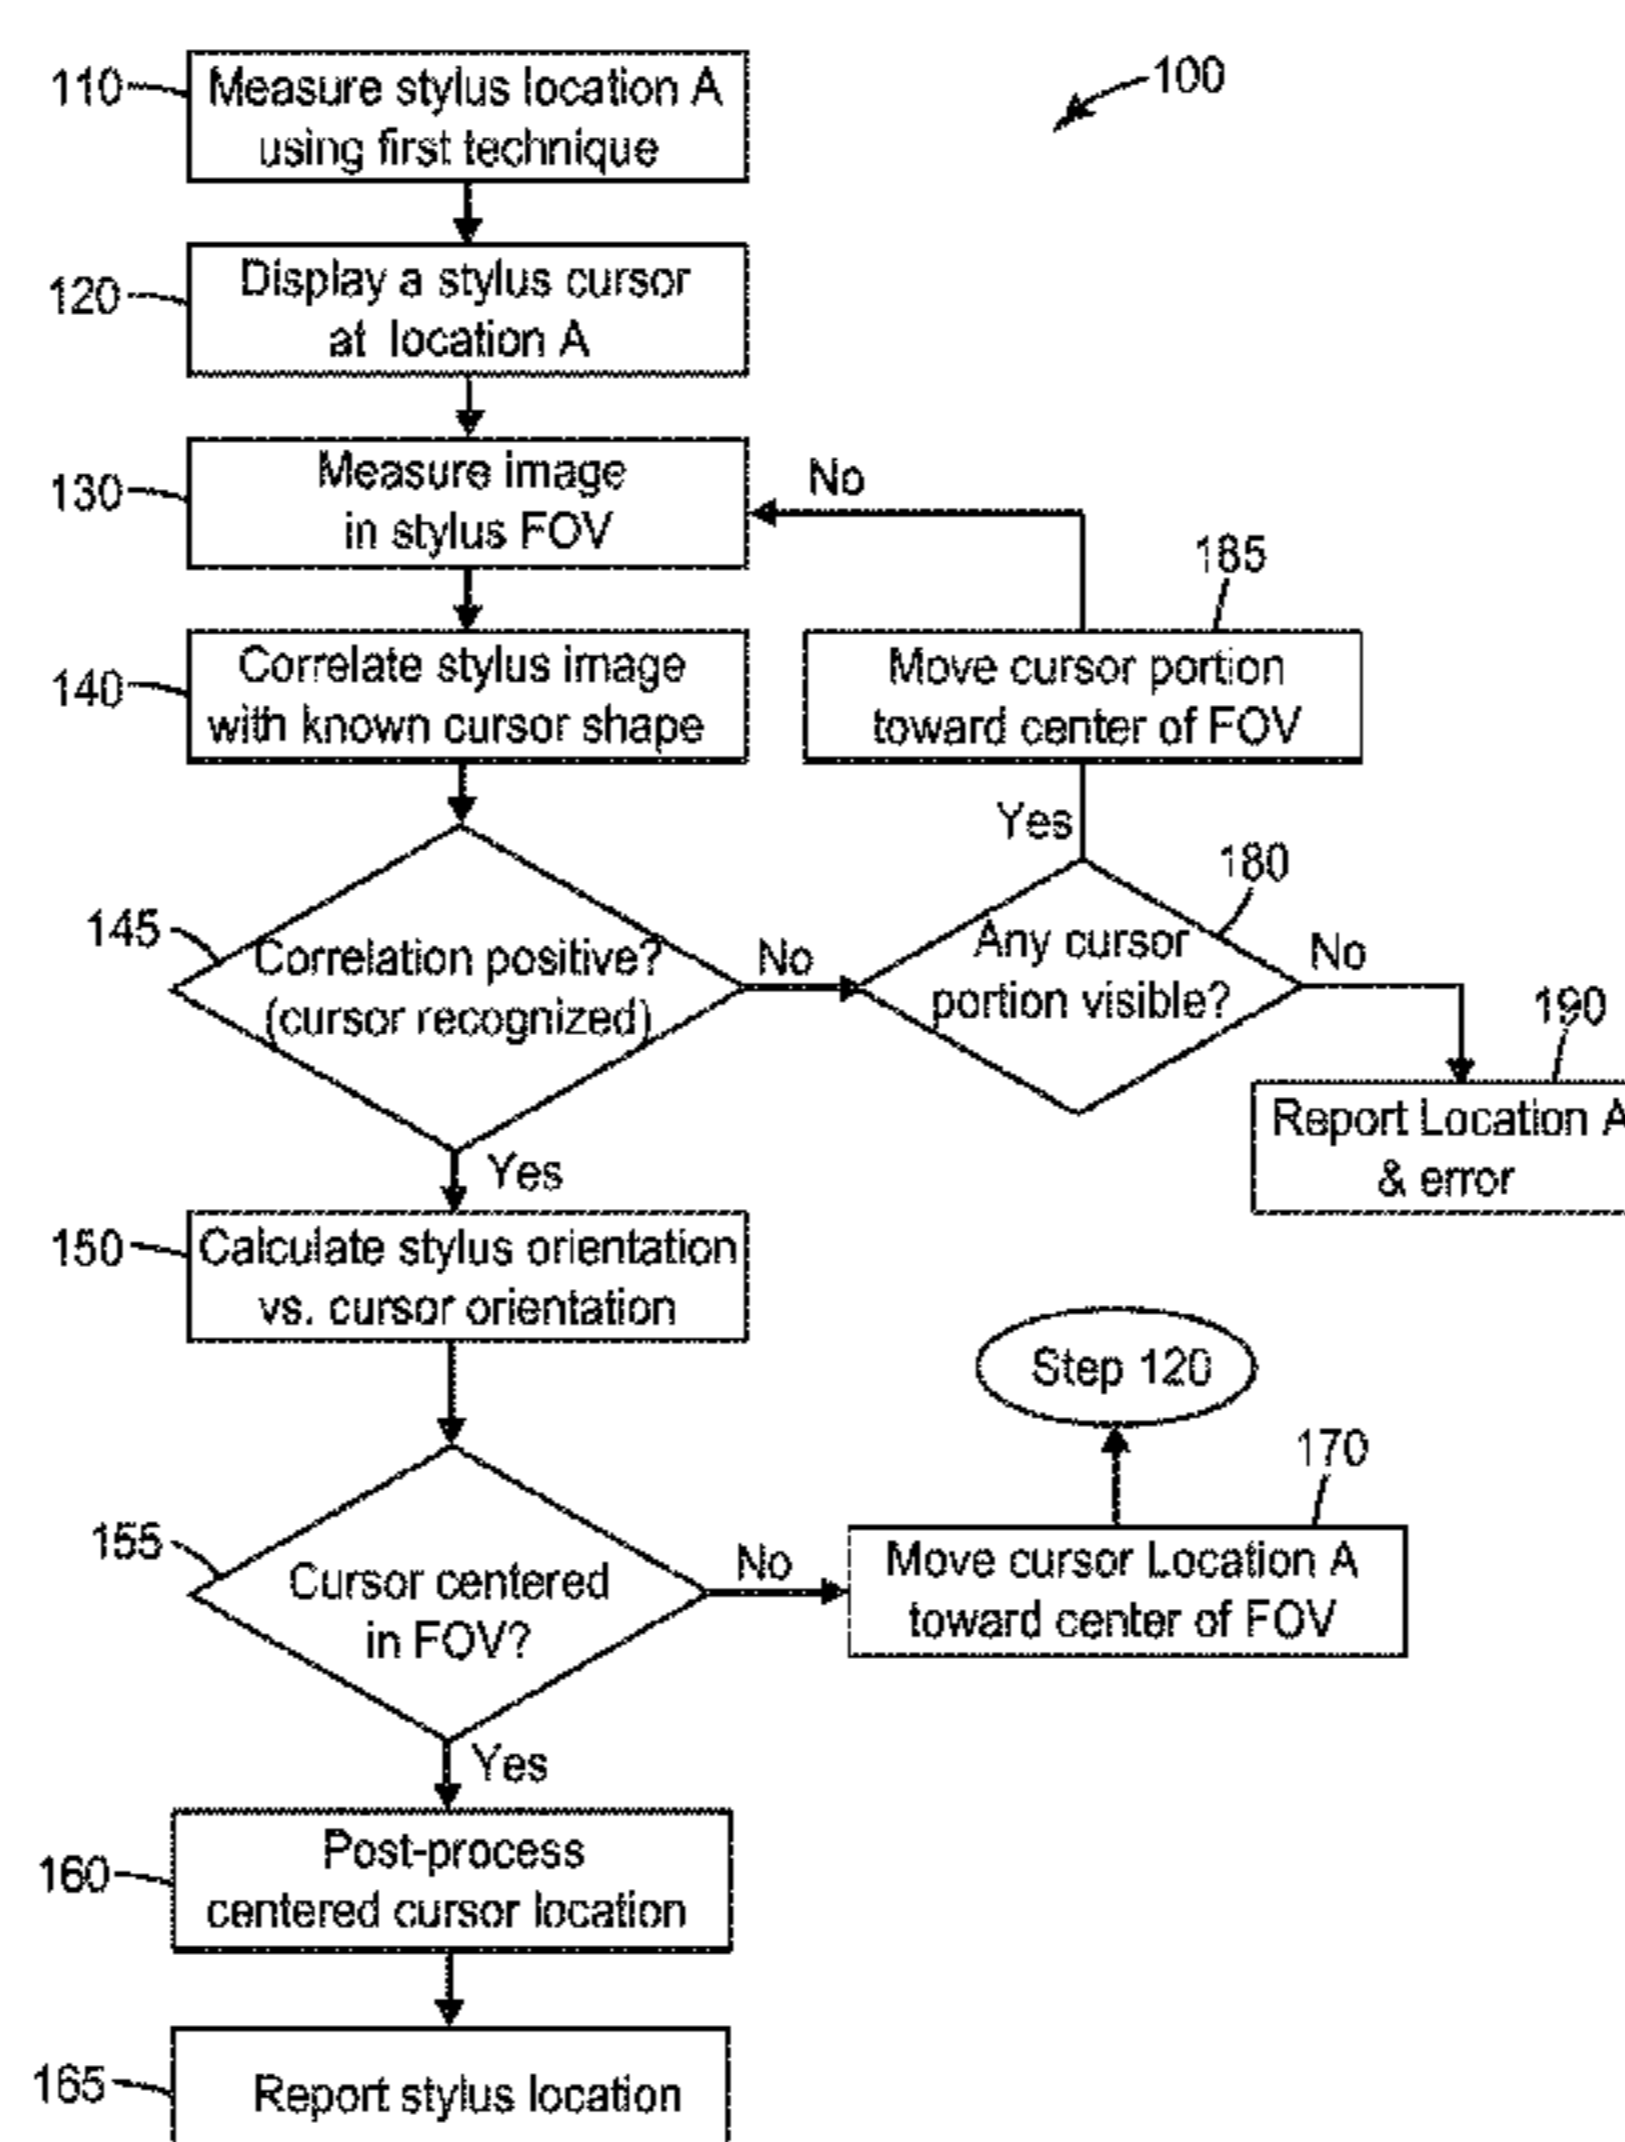 100
110
Measure stylus location A
using first technique
120
Display a stylus cursor
at location A
130
Measure image
in stylus FOV
No
185
140
Correlate stylus image
with known cursor shape
Move cursor portion
toward center of FOV
Yes
180
145
Correlation positive?
(cursor recognized)
No
Any cursor
portion visible?
No
190
Report Location A
& error
Yes
150
Calculate stylus orientation
vs. cursor orientation
Step 120
170
155
Cursor centered
in FOV?
No
Move cursor Location A
toward center of FOV
Yes
160
Post-process
centered cursor location
165
Report stylus location